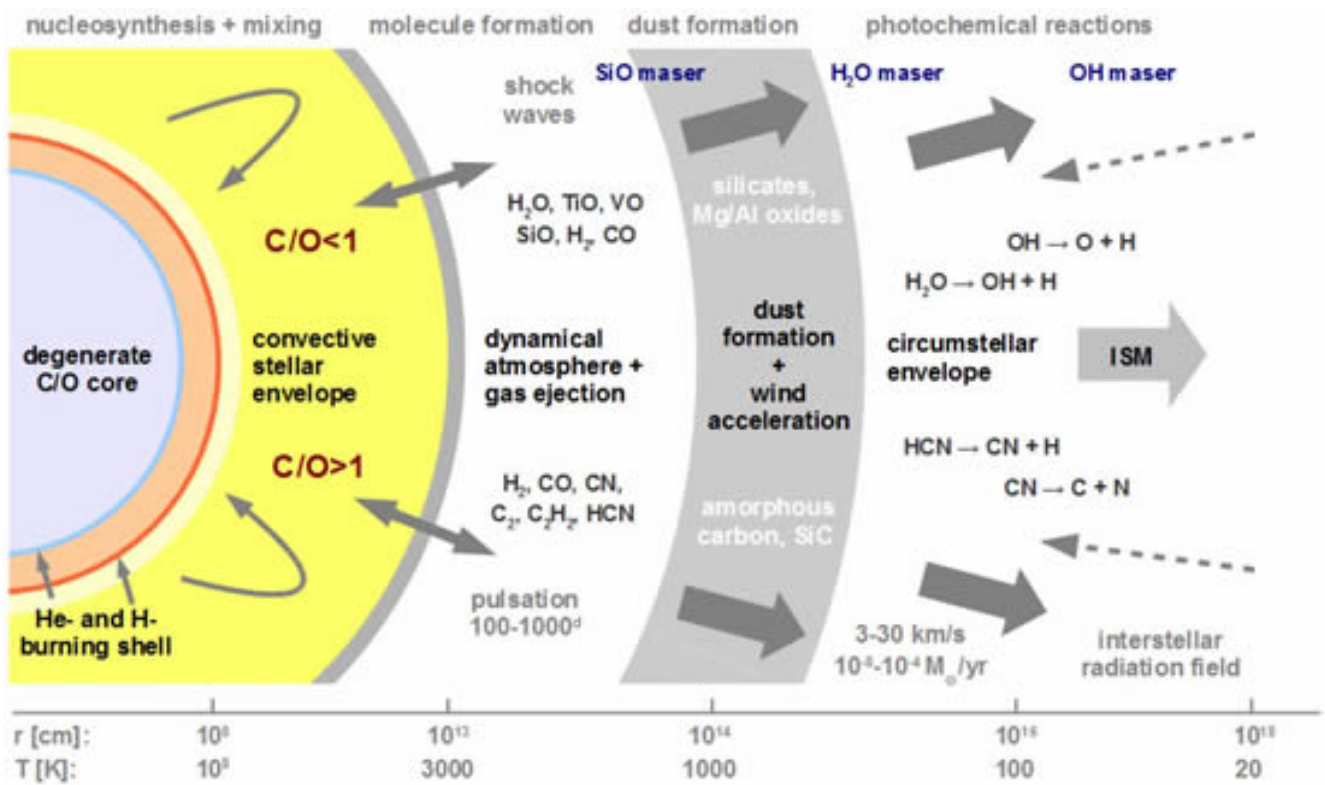 nucleosynthesis + mixing
molecule formation
dust formation
photochemical reactions
shock
waves
SiO maser
H₂O maser
OH maser
silicates,
Mg/Al oxides
H₂O, TiO, VO
SiO, H₂, CO
C/O<1
OH → O + H
H₂O → OH + H
degenerate
C/O core
convective
stellar
envelope
dynamical
atmosphere +
gas ejection
dust
formation
+
wind
acceleration
circumstellar
envelope
ISM
C/O>1
HCN → CN + H
CN → C + N
H₂, CO, CN,
C₂, C₂H₂, HCN
amorphous
carbon, SiC
He- and H-
burning shell
pulsation
100-1000ᵈ
3-30 km/s
M☉/yr
interstellar
radiation field
r [cm]:
10¹³
10¹⁴
T [K]:
3000
1000
100
20